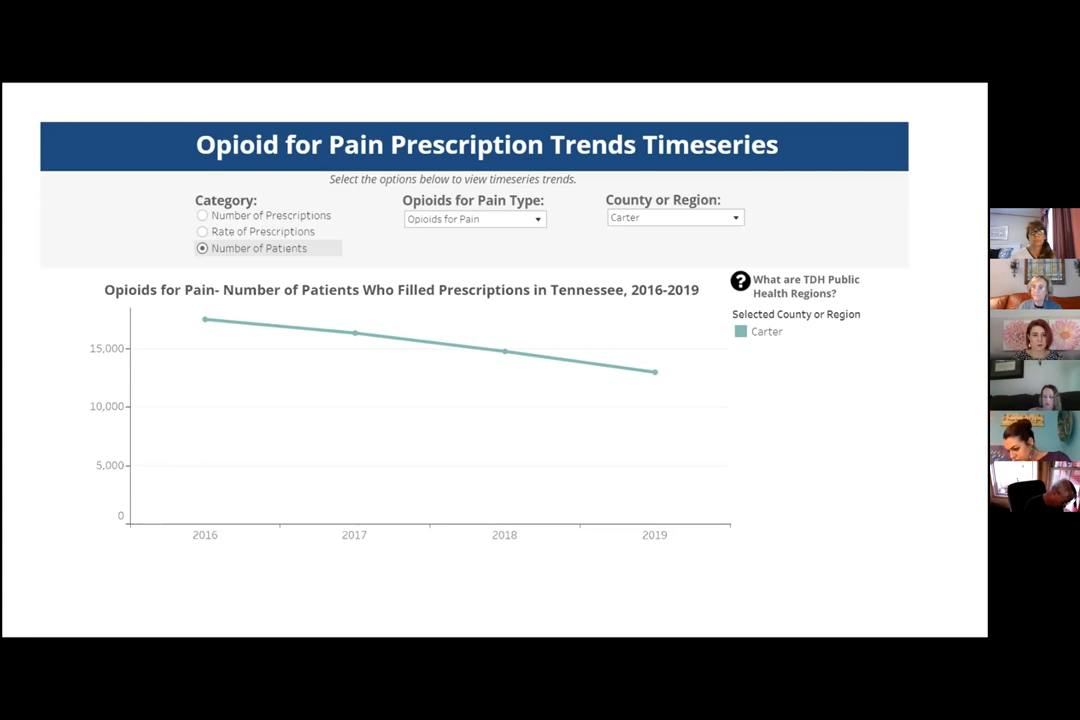 Opioid for Pain Prescription Trends Timeseries
Select the options below to view timeseries trends.
Category:
Number of Prescriptions
Rate of Prescriptions
Number of Patients
Opioids for Pain Type:
Opioids for Pain
County or Region:
Carter
Opioids for Pain- Number of Patients Who Filled Prescriptions in Tennessee, 2016-2019
? What are TDH Public
Health Regions?
Selected County or Region
Carter
15,000
10,000
5,000
0
2016 2017 2018 2019